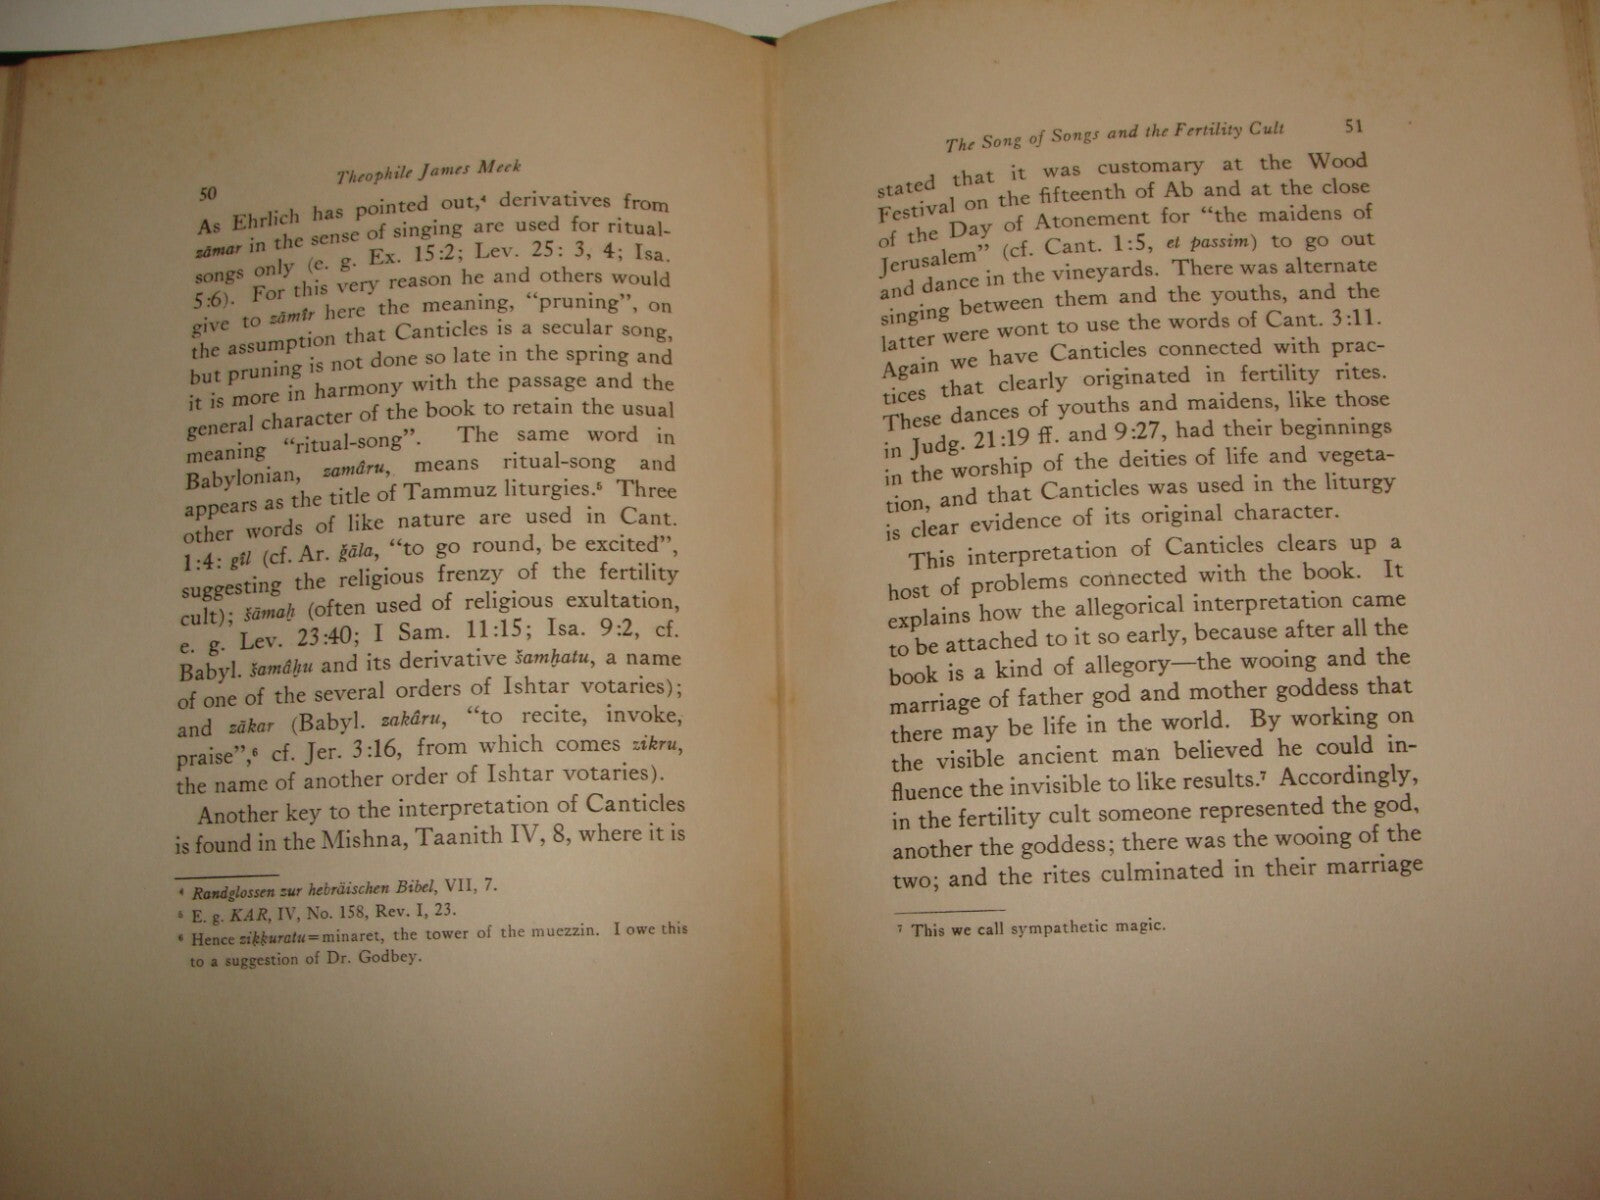 50
Theophile James Meek
As Ehrlich has pointed out,⁴ derivatives from
zâmar in the sense of singing are used for ritual-
songs only (e. g. Ex. 15:2; Lev. 25: 3, 4; Isa.
5:6). For this very reason he and others would
give to zâmîr here the meaning, “pruning”, on
the assumption that Canticles is a secular song,
but pruning is not done so late in the spring and
it is more in harmony with the passage and the
general character of the book to retain the usual
meaning “ritual-song”. The same word in
Babylonian, zamâru, means ritual-song and
appears as the title of Tammuz liturgies.⁵ Three
other words of like nature are used in Cant.
1:4: gîl (cf. Ar. ǧāla, “to go round, be excited”,
suggesting the religious frenzy of the fertility
cult); šāmaḥ (often used of religious exultation,
e. g. Lev. 23:40; I Sam. 11:15; Isa. 9:2, cf.
Babyl. šamâḫu and its derivative šamḫatu, a name
of one of the several orders of Ishtar votaries);
and zākar (Babyl. zakâru, “to recite, invoke,
praise”,⁶ cf. Jer. 3:16, from which comes zikru,
the name of another order of Ishtar votaries).
Another key to the interpretation of Canticles
is found in the Mishna, Taanith IV, 8, where it is
⁴ Randglossen zur hebräischen Bibel, VII, 7.
⁵ E. g. KAR, IV, No. 158, Rev. I, 23.
⁶ Hence ziḳḳuratu=minaret, the tower of the muezzin. I owe this
to a suggestion of Dr. Godbey.
The Song of Songs and the Fertility Cult 51
stated that it was customary at the Wood
Festival on the fifteenth of Ab and at the close
of the Day of Atonement for “the maidens of
Jerusalem” (cf. Cant. 1:5, et passim) to go out
and dance in the vineyards. There was alternate
singing between them and the youths, and the
latter were wont to use the words of Cant. 3:11.
Again we have Canticles connected with prac-
tices that clearly originated in fertility rites.
These dances of youths and maidens, like those
in Judg. 21:19 ff. and 9:27, had their beginnings
in the worship of the deities of life and vegeta-
tion, and that Canticles was used in the liturgy
is clear evidence of its original character.
This interpretation of Canticles clears up a
host of problems connected with the book. It
explains how the allegorical interpretation came
to be attached to it so early, because after all the
book is a kind of allegory—the wooing and the
marriage of father god and mother goddess that
there may be life in the world. By working on
the visible ancient man believed he could in-
fluence the invisible to like results.⁷ Accordingly,
in the fertility cult someone represented the god,
another the goddess; there was the wooing of the
two; and the rites culminated in their marriage
⁷ This we call sympathetic magic.